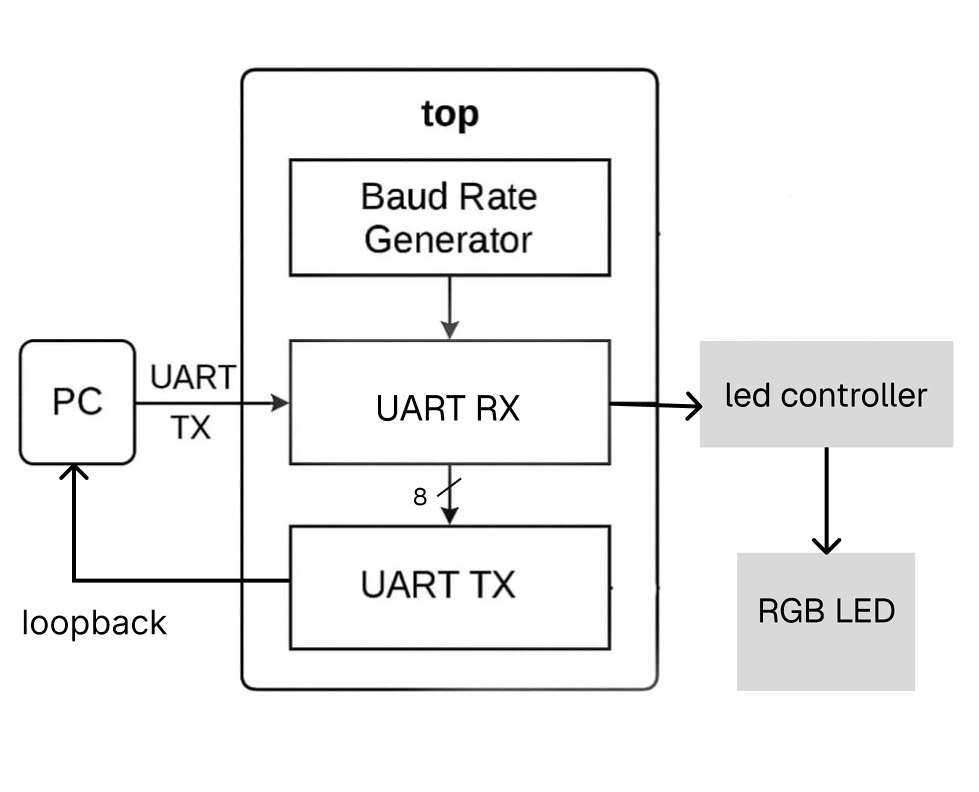 top
Baud Rate
Generator
PC
UART
TX
UART RX
led controller
8
UART TX
RGB LED
loopback